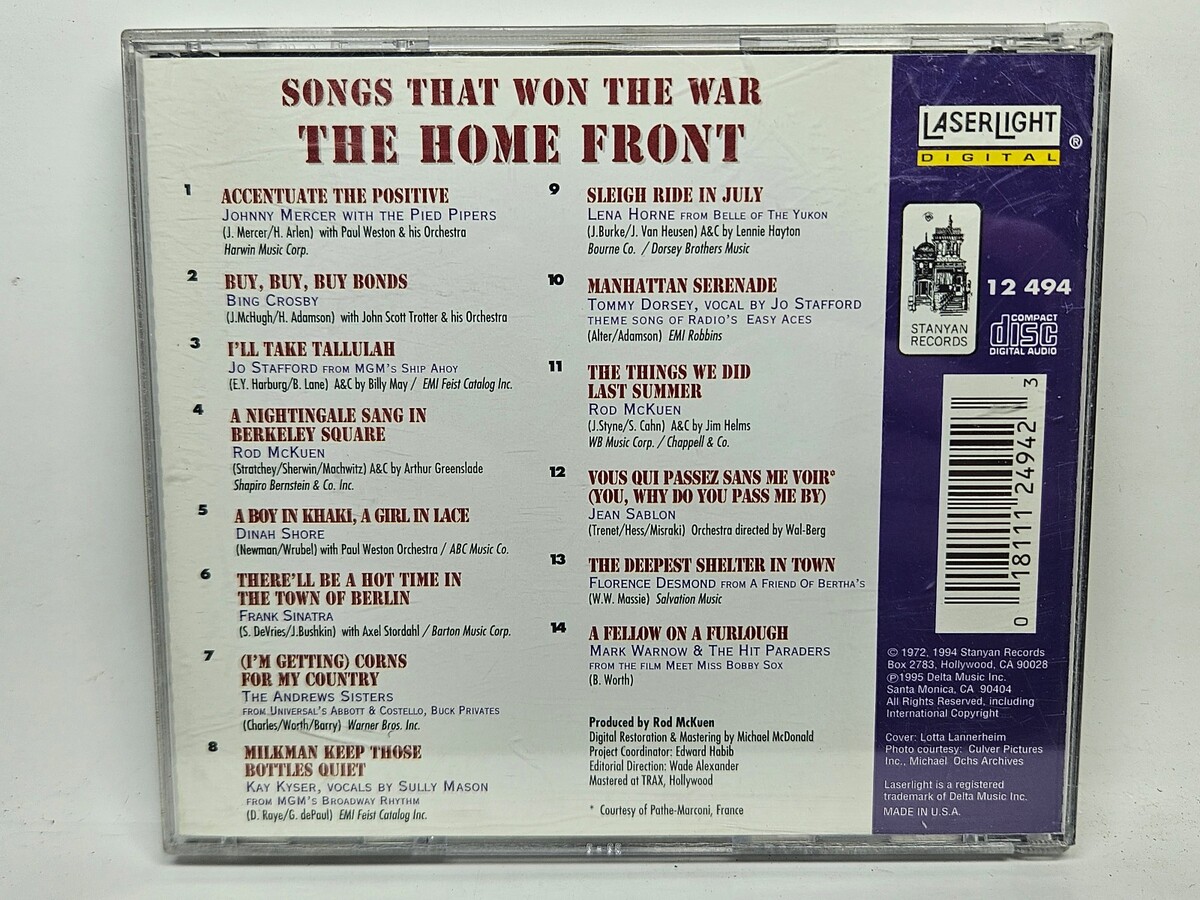 SONGS THAT WON THE WAR
THE HOME FRONT
1 ACCENTUATE THE POSITIVE
JOHNNY MERCER WITH THE PIED PIPERS
(J. Mercer/H. Arlen) with Paul Weston & his Orchestra
Harwin Music Corp.
2 BUY, BUY, BUY BONDS
BING CROSBY
(J.McHugh/H. Adamson) with John Scott Trotter & his Orchestra
3 I'LL TAKE TALLULAH
JO STAFFORD FROM MGM'S SHIP AHOY
(E.Y. Harburg/B. Lane) A&C by Billy May / EMI Feist Catalog Inc.
4 A NIGHTINGALE SANG IN
BERKELEY SQUARE
ROD MCKUEN
(Stratchey/Sherwin/Machwitz) A&C by Arthur Greenslade
Shapiro Bernstein & Co. Inc.
5 A BOY IN KHAKI, A GIRL IN LACE
DINAH SHORE
(Newman/Wrubel) with Paul Weston Orchestra / ABC Music Co.
6 THERE'LL BE A HOT TIME IN
THE TOWN OF BERLIN
FRANK SINATRA
(S. DeVries/J.Bushkin) with Axel Stordahl / Barton Music Corp.
7 (I'M GETTING) CORNS
FOR MY COUNTRY
THE ANDREWS SISTERS
FROM UNIVERSAL'S ABBOTT & COSTELLO, BUCK PRIVATES
(Charles/Worth/Barry) Warner Bros. Inc.
8 MILKMAN KEEP THOSE
BOTTLES QUIET
KAY KYSER, VOCALS BY SULLY MASON
FROM MGM'S BROADWAY RHYTHM
(D. Raye/G. dePaul) EMI Feist Catalog Inc.
9 SLEIGH RIDE IN JULY
LENA HORNE FROM BELLE OF THE YUKON
(J.Burke/J. Van Heusen) A&C by Lennie Hayton
Bourne Co. / Dorsey Brothers Music
10 MANHATTAN SERENADE
TOMMY DORSEY, VOCAL BY JO STAFFORD
THEME SONG OF RADIO'S EASY ACES
(Alter/Adamson) EMI Robbins
11 THE THINGS WE DID
LAST SUMMER
ROD MCKUEN
(J.Styne/S. Cahn) A&C by Jim Helms
WB Music Corp. / Chappell & Co.
12 VOUS QUI PASSEZ SANS ME VOIR*
(YOU, WHY DO YOU PASS ME BY)
JEAN SABLON
(Trenet/Hess/Misraki) Orchestra directed by Wal-Berg
13 THE DEEPEST SHELTER IN TOWN
FLORENCE DESMOND FROM A FRIEND OF BERTHA'S
(W.W. Massie) Salvation Music
14 A FELLOW ON A FURLOUGH
MARK WARNOW & THE HIT PARADERS
FROM THE FILM MEET MISS BOBBY SOX
(B. Worth)
Produced by Rod McKuen
Digital Restoration & Mastering by Michael McDonald
Project Coordinator: Edward Habib
Editorial Direction: Wade Alexander
Mastered at TRAX, Hollywood
* Courtesy of Pathe-Marconi, France
LASERLIGHT ®
DIGITAL
STANYAN
RECORDS
12 494
COMPACT
disc
DIGITAL AUDIO
0 18111 24942 3
© 1972, 1994 Stanyan Records
Box 2783, Hollywood, CA 90028
℗1995 Delta Music Inc.
Santa Monica, CA 90404
All Rights Reserved, including
International Copyright
Cover: Lotta Lannerheim
Photo courtesy: Culver Pictures
Inc., Michael Ochs Archives
Laserlight is a registered
trademark of Delta Music Inc.
MADE IN U.S.A.